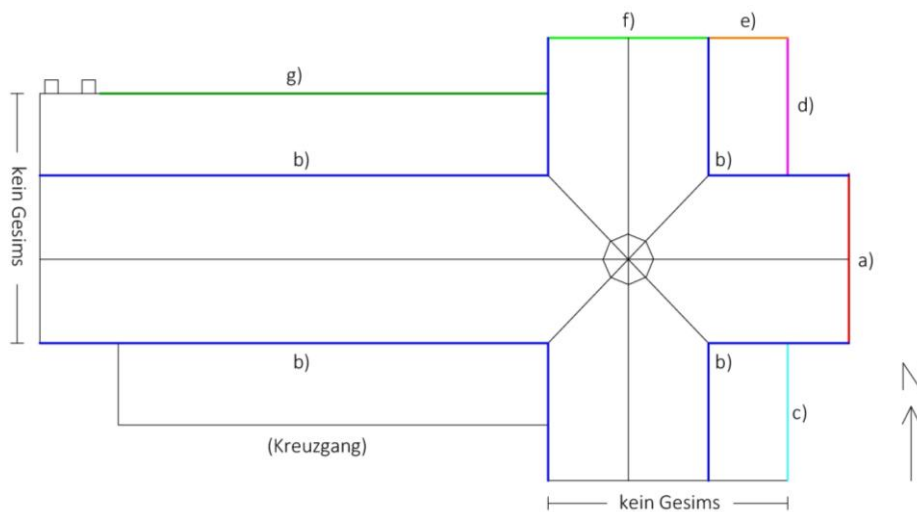 f)
e)
g)
d)
b)
b)
kein Gesims
a)
b)
b)
c)
N
(Kreuzgang)
kein Gesims